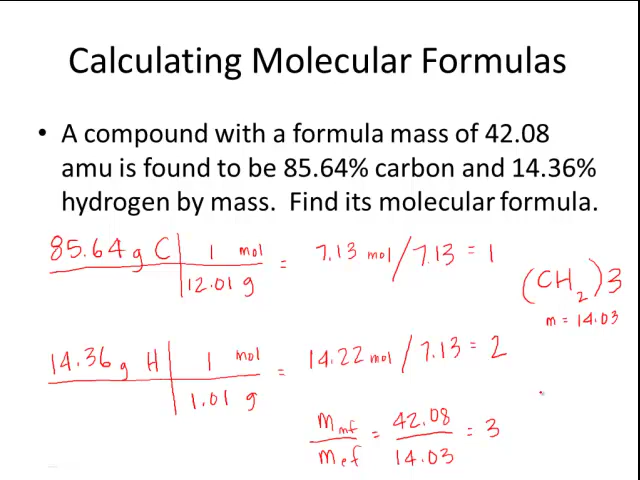 Calculating Molecular Formulas
• A compound with a formula mass of 42.08
amu is found to be 85.64% carbon and 14.36%
hydrogen by mass. Find its molecular formula.
85.64 g C | 1 mol = 7.13 mol / 7.13 = 1
12.01 g
(CH₂)3
m = 14.03
14.36 g H | 1 mol = 14.22 mol / 7.13 = 2
1.01 g
m mf = 42.08 = 3
m ef 14.03